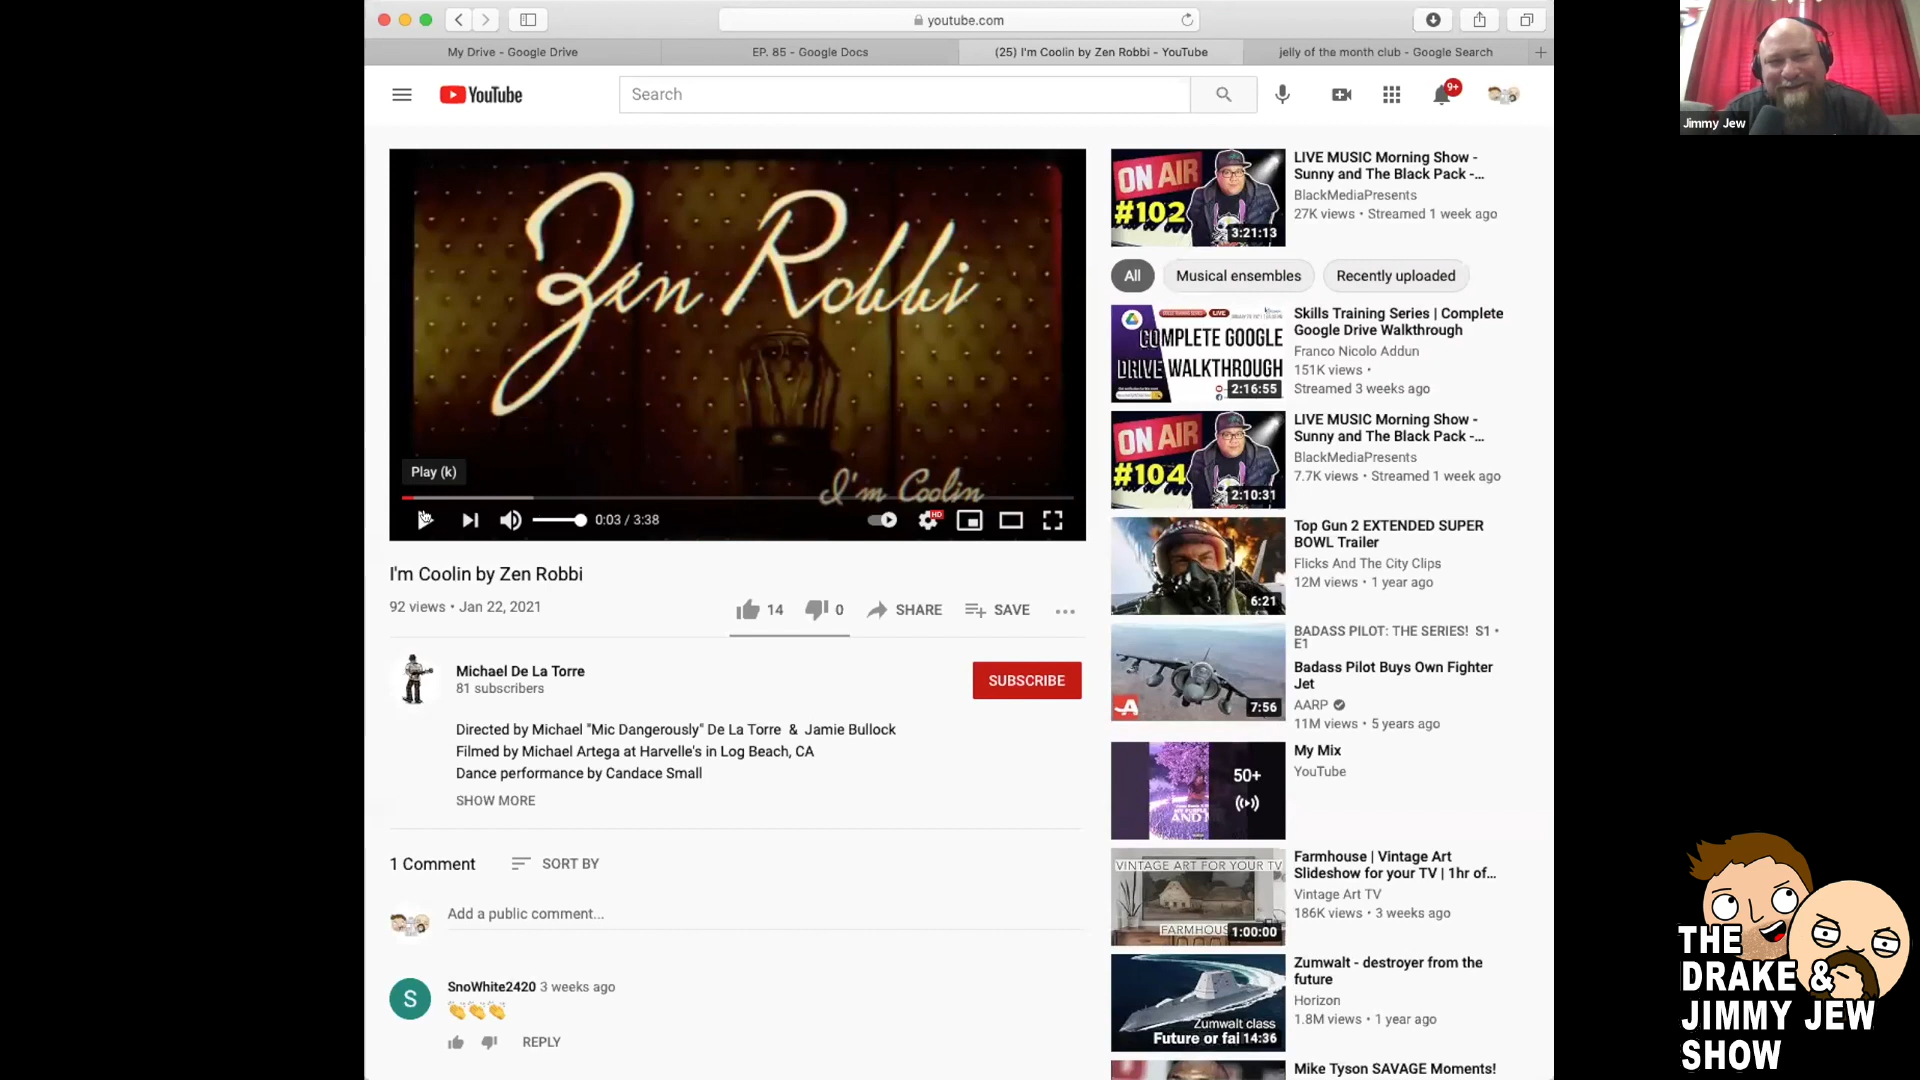 youtube.com
My Drive - Google Drive
EP. 85 - Google Docs
(25) I'm Coolin by Zen Robbi - YouTube
jelly of the month club - Google Search
YouTube
Search
9+
Jimmy Jew
Zen Robbi
I'm Coolin
Play (k)
0:03 / 3:38
HD
I'm Coolin by Zen Robbi
92 views • Jan 22, 2021
14
0
SHARE
SAVE
Michael De La Torre
81 subscribers
SUBSCRIBE
Directed by Michael "Mic Dangerously" De La Torre & Jamie Bullock
Filmed by Michael Artega at Harvelle's in Log Beach, CA
Dance performance by Candace Small
SHOW MORE
1 Comment
SORT BY
Add a public comment...
S
SnoWhite2420 3 weeks ago
REPLY
ON AIR
#102
3:21:13
LIVE MUSIC Morning Show -
Sunny and The Black Pack -...
BlackMediaPresents
27K views • Streamed 1 week ago
All
Musical ensembles
Recently uploaded
LIVE
COMPLETE GOOGLE
DRIVE WALKTHROUGH
2:16:55
Skills Training Series | Complete
Google Drive Walkthrough
Franco Nicolo Addun
151K views •
Streamed 3 weeks ago
ON AIR
#104
2:10:31
LIVE MUSIC Morning Show -
Sunny and The Black Pack -...
BlackMediaPresents
7.7K views • Streamed 1 week ago
6:21
Top Gun 2 EXTENDED SUPER
BOWL Trailer
Flicks And The City Clips
12M views • 1 year ago
7:56
BADASS PILOT: THE SERIES! S1 •
E1
Badass Pilot Buys Own Fighter
Jet
AARP
11M views • 5 years ago
50+
My Mix
YouTube
VINTAGE ART FOR YOUR TV
FARMHOUS
1:00:00
Farmhouse | Vintage Art
Slideshow for your TV | 1hr of...
Vintage Art TV
186K views • 3 weeks ago
Zumwalt class
Future or fai
14:36
Zumwalt - destroyer from the
future
Horizon
1.8M views • 1 year ago
Mike Tyson SAVAGE Moments!
THE
DRAKE &
JIMMY JEW
SHOW